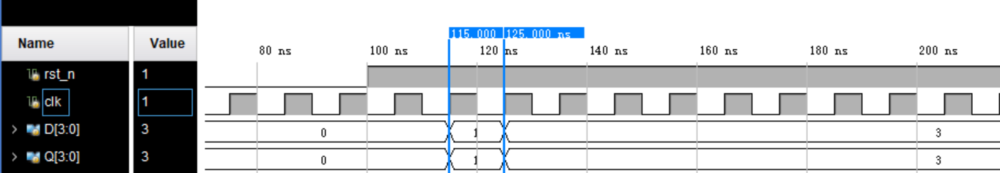 115.000 125.000 ns
Name Value 80 ns 100 ns 120 ns 140 ns 160 ns 180 ns 200 ns
rst_n 1
clk 1
D[3:0] 3 0 1 3
Q[3:0] 3 0 1 3